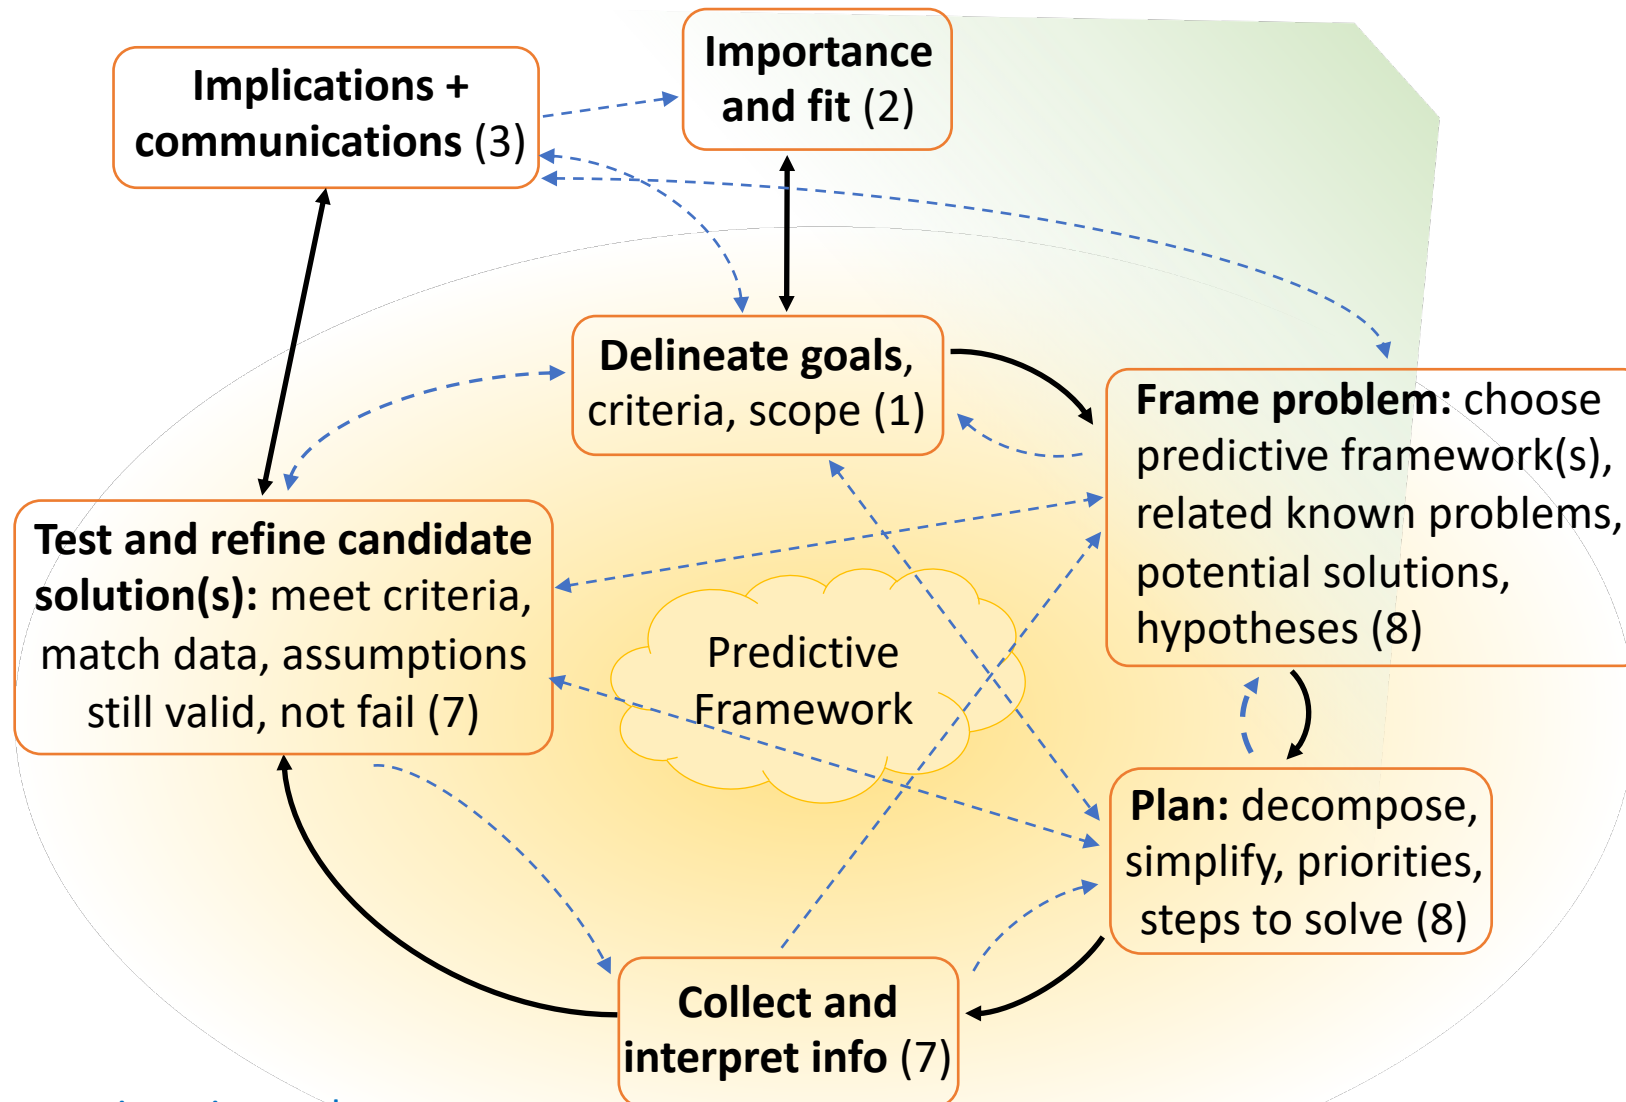 Implications +
communications (3)
Importance
and fit (2)
Delineate goals,
criteria, scope (1)
Frame problem: choose
predictive framework(s),
related known problems,
potential solutions,
hypotheses (8)
Test and refine candidate
solution(s): meet criteria,
match data, assumptions
still valid, not fail (7)
Predictive
Framework
Plan: decompose,
simplify, priorities,
steps to solve (8)
Collect and
interpret info (7)